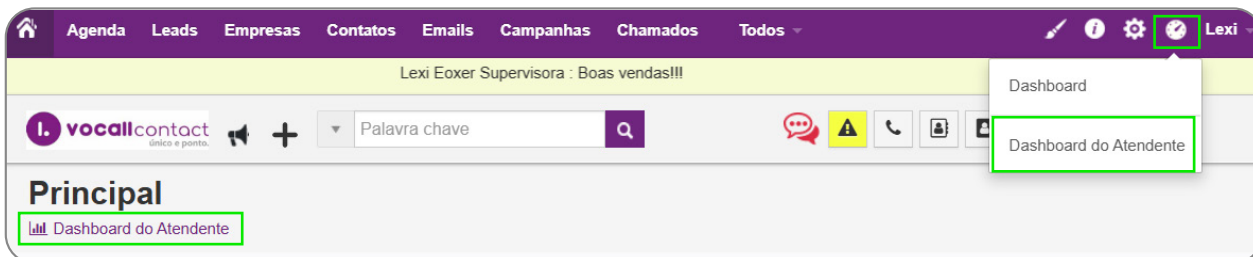 Agenda Leads Empresas Contatos Emails Campanhas Chamados Todos Lexi
Lexi Eoxer Supervisora : Boas vendas!!!
Dashboard
l. vocallcontact
único e ponto.
Palavra chave
Dashboard do Atendente
Principal
Dashboard do Atendente